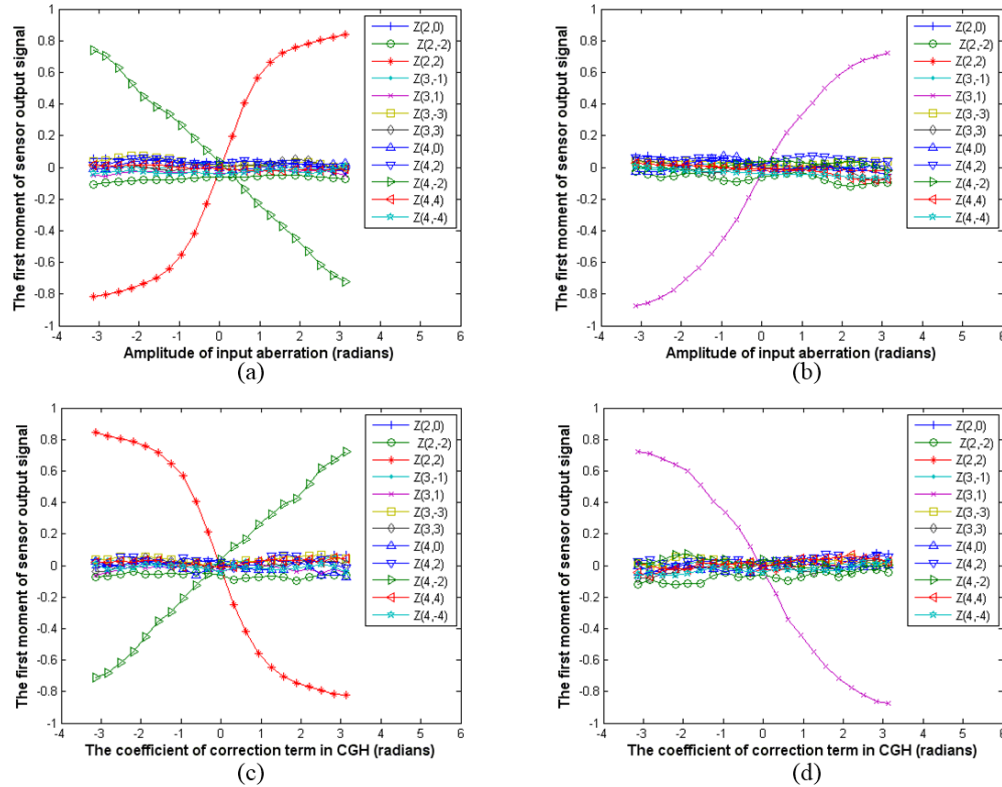 The first moment of sensor output signal
1
0.8
0.6
0.4
0.2
0
-0.2
-0.4
-0.6
-0.8
-1
-4 -3 -2 -1 0 1 2 3 4 5 6
Amplitude of input aberration (radians)
Z(2,0)
Z(2,-2)
Z(2,2)
Z(3,-1)
Z(3,1)
Z(3,-3)
Z(3,3)
Z(4,0)
Z(4,2)
Z(4,-2)
Z(4,4)
Z(4,-4)
(a)
The first moment of sensor output signal
1
0.8
0.6
0.4
0.2
0
-0.2
-0.4
-0.6
-0.8
-1
-4 -3 -2 -1 0 1 2 3 4 5 6
Amplitude of input aberration (radians)
Z(2,0)
Z(2,-2)
Z(2,2)
Z(3,-1)
Z(3,1)
Z(3,-3)
Z(3,3)
Z(4,0)
Z(4,2)
Z(4,-2)
Z(4,4)
Z(4,-4)
(b)
The first moment of sensor output signal
1
0.8
0.6
0.4
0.2
0
-0.2
-0.4
-0.6
-0.8
-1
-4 -3 -2 -1 0 1 2 3 4 5 6
The coefficient of correction term in CGH (radians)
Z(2,0)
Z(2,-2)
Z(2,2)
Z(3,-1)
Z(3,1)
Z(3,-3)
Z(3,3)
Z(4,0)
Z(4,2)
Z(4,-2)
Z(4,4)
Z(4,-4)
(c)
The first moment of sensor output signal
1
0.8
0.6
0.4
0.2
0
-0.2
-0.4
-0.6
-0.8
-1
-4 -3 -2 -1 0 1 2 3 4 5 6
The coefficient of correction term in CGH (radians)
Z(2,0)
Z(2,-2)
Z(2,2)
Z(3,-1)
Z(3,1)
Z(3,-3)
Z(3,3)
Z(4,0)
Z(4,2)
Z(4,-2)
Z(4,4)
Z(4,-4)
(d)